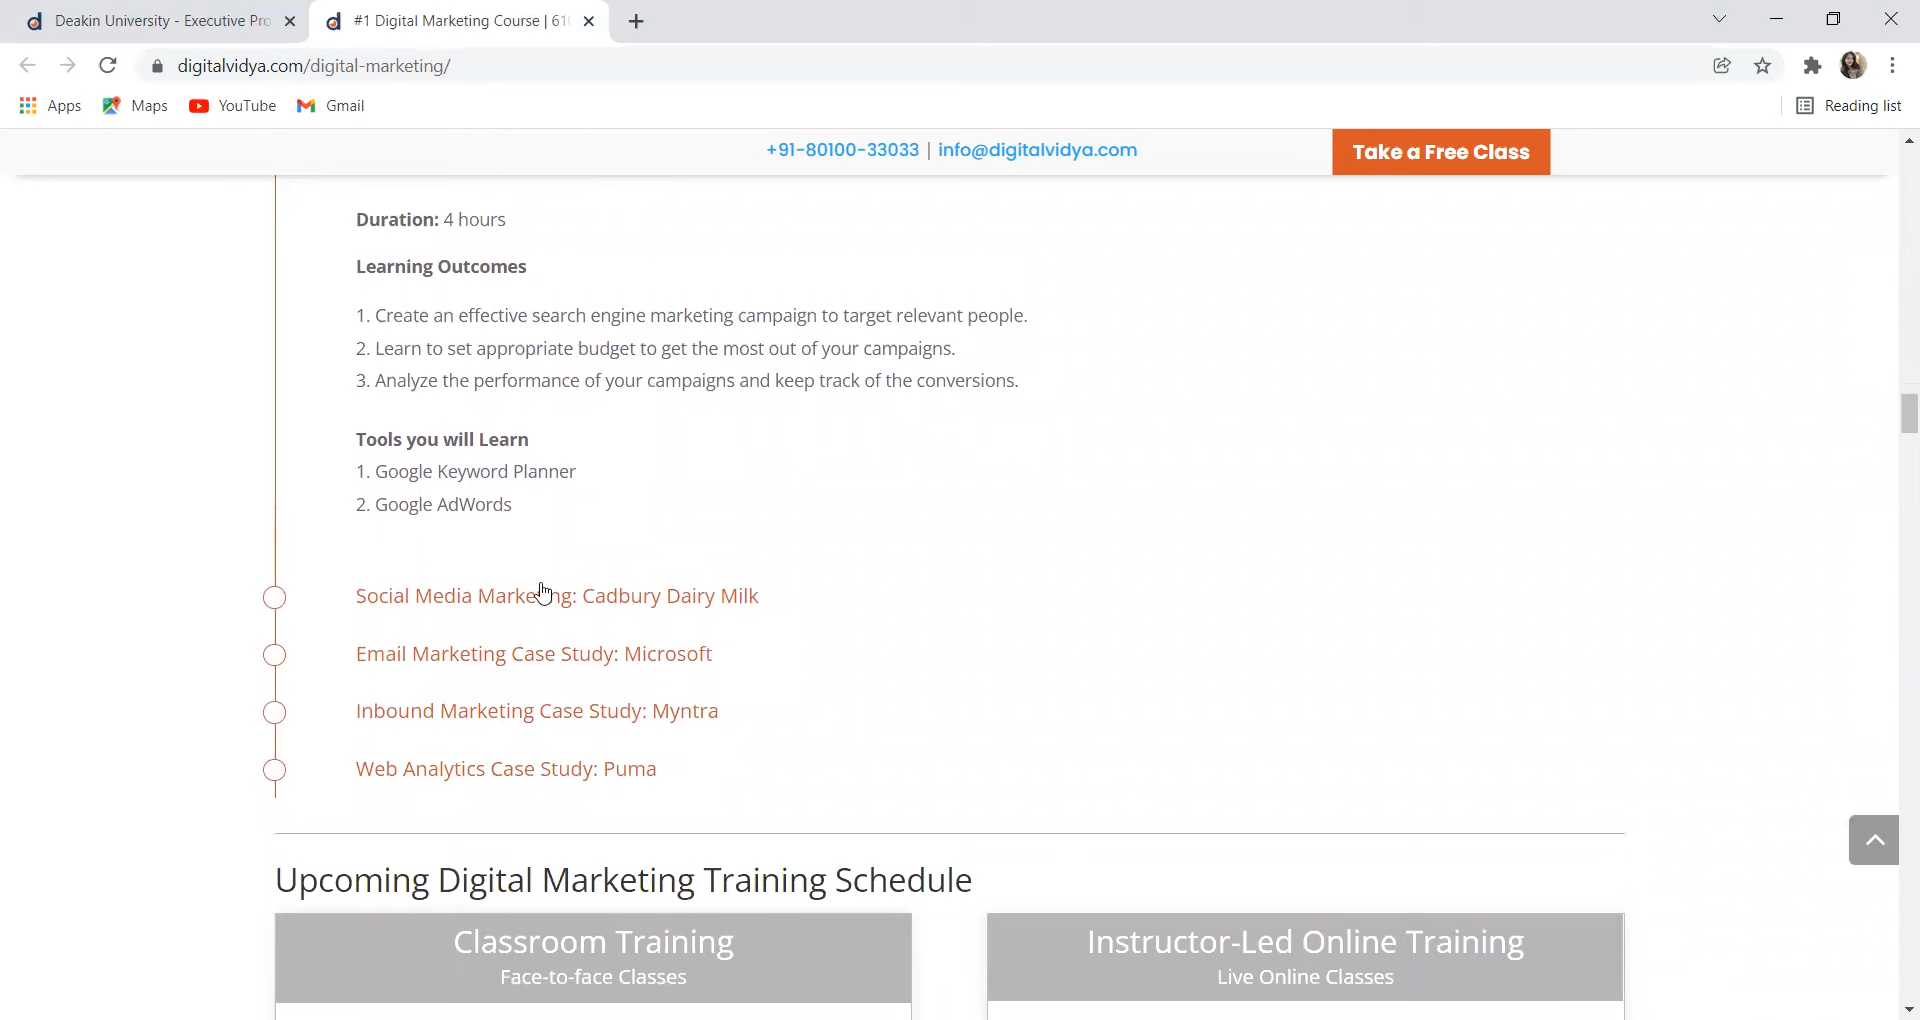 Deakin University - Executive Pro
#1 Digital Marketing Course | 610
digitalvidya.com/digital-marketing/
Apps
Maps
YouTube
Gmail
Reading list
+91-80100-33033 | info@digitalvidya.com
Take a Free Class
Duration: 4 hours
Learning Outcomes
1. Create an effective search engine marketing campaign to target relevant people.
2. Learn to set appropriate budget to get the most out of your campaigns.
3. Analyze the performance of your campaigns and keep track of the conversions.
Tools you will Learn
1. Google Keyword Planner
2. Google AdWords
Social Media Marketing: Cadbury Dairy Milk
Email Marketing Case Study: Microsoft
Inbound Marketing Case Study: Myntra
Web Analytics Case Study: Puma
Upcoming Digital Marketing Training Schedule
Classroom Training
Face-to-face Classes
Instructor-Led Online Training
Live Online Classes